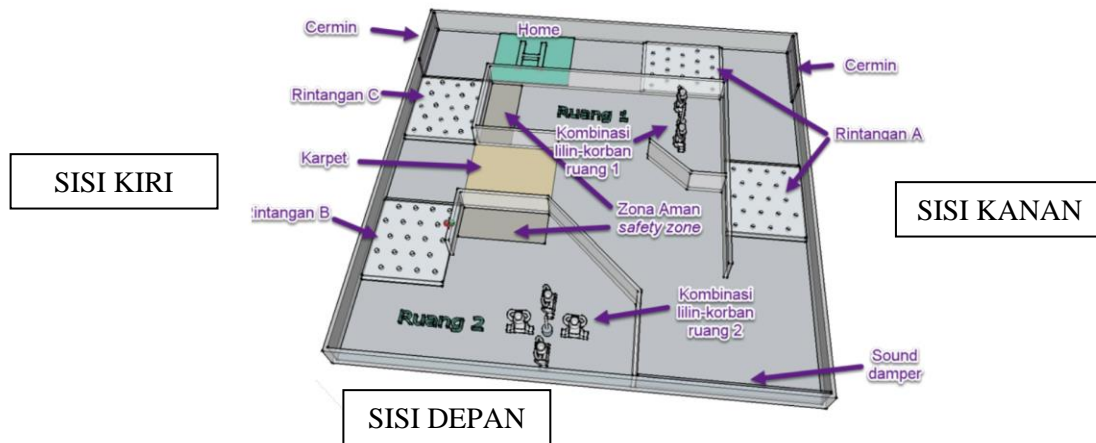 Home
Cermin
Cermin
Rintangan C
Ruang 1
Kombinasi
lilin-korban
ruang 1
Rintangan A
Karpet
SISI KIRI
Zona Aman
safety zone
SISI KANAN
Rintangan B
Kombinasi
lilin-korban
ruang 2
Ruang 2
Sound
damper
SISI DEPAN